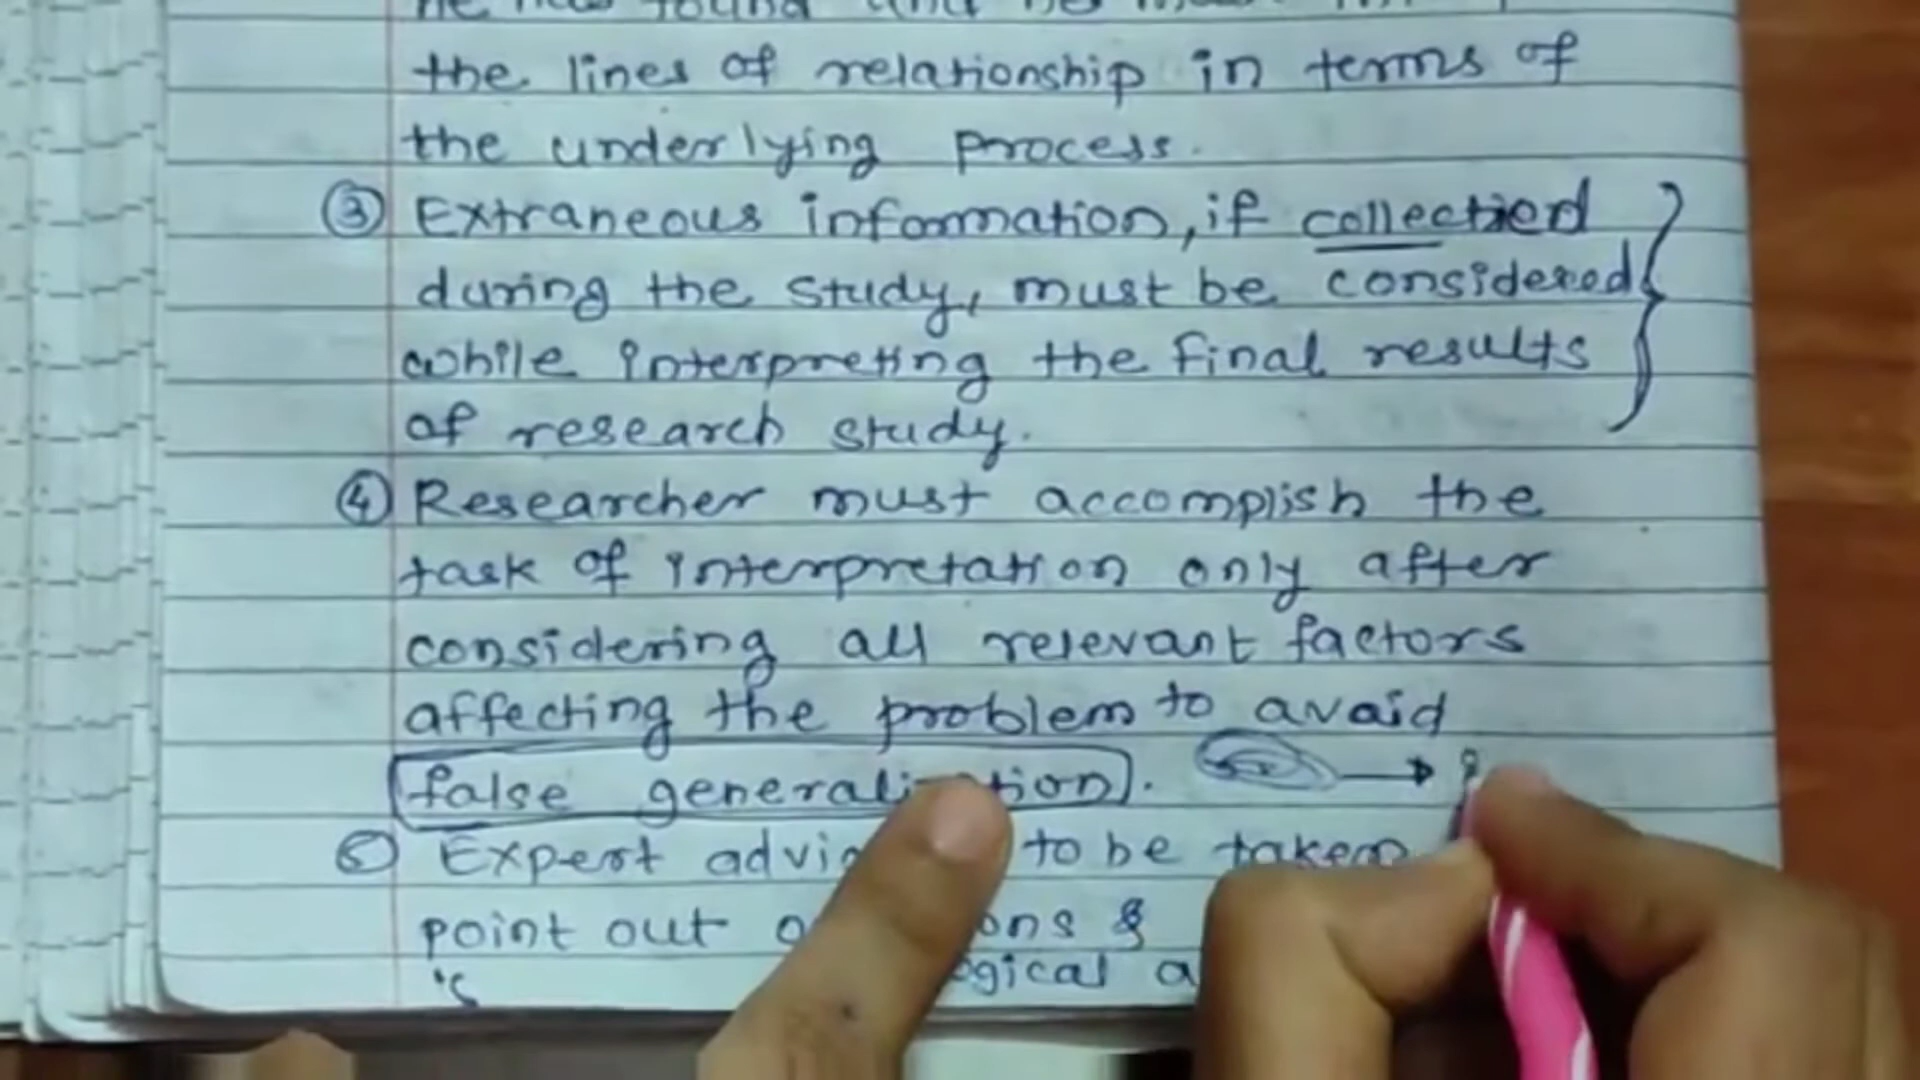 the lines of relationship in terms of
the underlying process.
③ Extraneous information, if collectied
during the study, must be considered
while interpreting the final results
of research study.
④ Researcher must accomplish the
task of interpretation only after
considering all relevant factors
affecting the problem to avaid
false generalization.
⑤ Expert to be taken
point out &
a